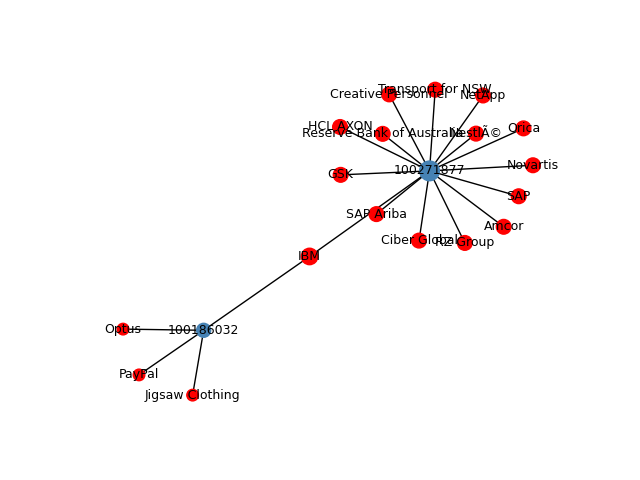 Transport for NSW
Creative Personnel
NetApp
HCL AXON
Orica
Reserve Bank of Australia
NestlÃ©
Novartis
100271877
GSK
SAP
SAP Ariba
Amcor
Ciber Global
RZ Group
IBM
Optus
100186032
PayPal
Jigsaw Clothing